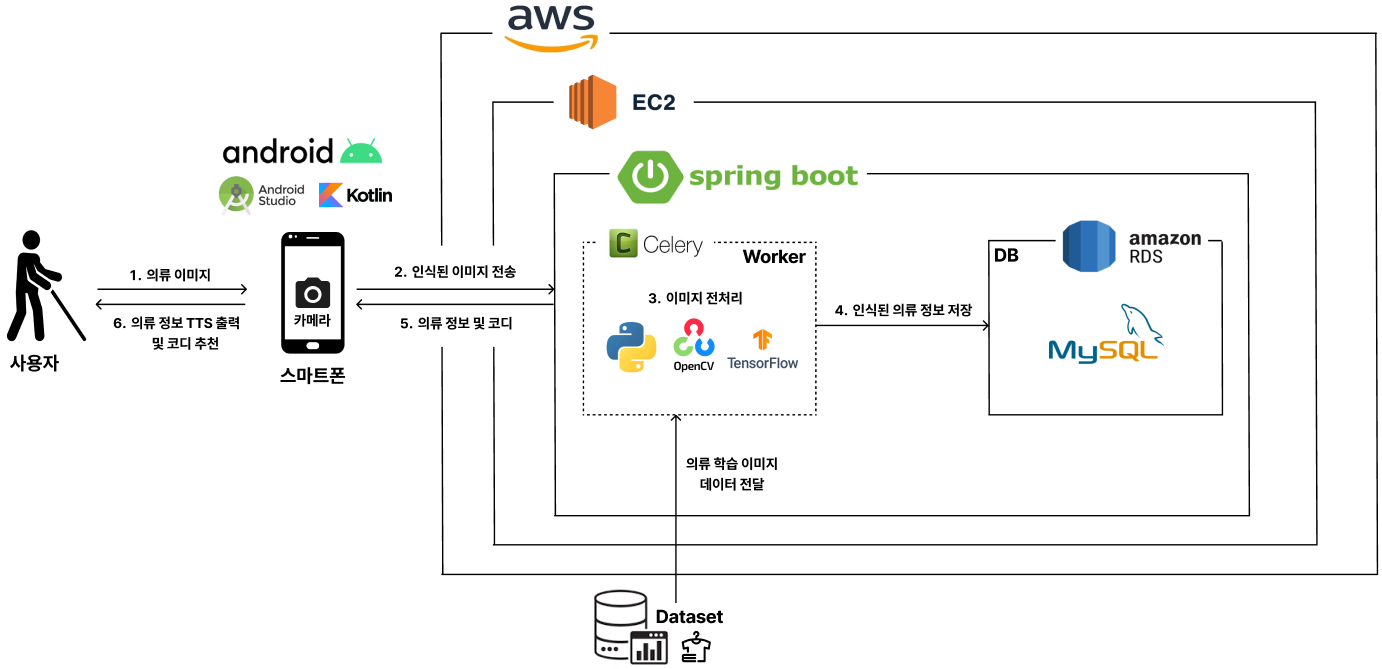 aws
EC2
android
Android
Studio
Kotlin
spring boot
Celery
Worker
DB
amazon
RDS
1. 의류 이미지
2. 인식된 이미지 전송
3. 이미지 전처리
4. 인식된 의류 정보 저장
카메라
6. 의류 정보 TTS 출력
및 코디 추천
5. 의류 정보 및 코디
OpenCV
TensorFlow
MySQL
사용자
스마트폰
의류 학습 이미지
데이터 전달
Dataset